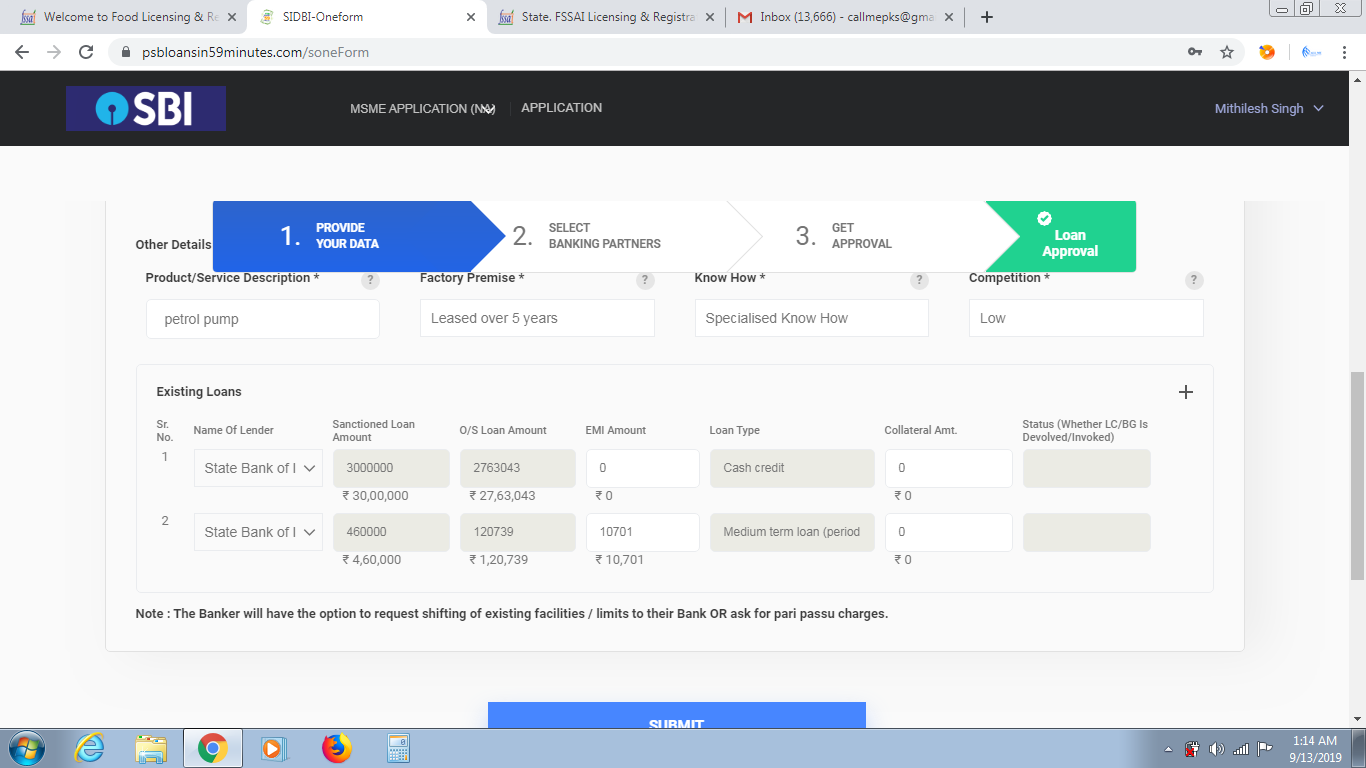 Welcome to Food Licensing & Re
SIDBI-Oneform
State. FSSAI Licensing & Registra
Inbox (13,666) - callmepks@gma
psbloansin59minutes.com/soneForm
SBI
MSME APPLICATION
APPLICATION
Mithilesh Singh
1. PROVIDE YOUR DATA
2. SELECT BANKING PARTNERS
3. GET APPROVAL
Loan Approval
Other Details
Product/Service Description * ?
Factory Premise * ?
Know How * ?
Competition * ?
petrol pump
Leased over 5 years
Specialised Know How
Low
Existing Loans
Sr. No. Name Of Lender Sanctioned Loan Amount O/S Loan Amount EMI Amount Loan Type Collateral Amt. Status (Whether LC/BG Is Devolved/Invoked)
1 State Bank of I 3000000 2763043 0 Cash credit 0
₹ 30,00,000 ₹ 27,63,043 ₹ 0 ₹ 0
2 State Bank of I 460000 120739 10701 Medium term loan (period 0
₹ 4,60,000 ₹ 1,20,739 ₹ 10,701 ₹ 0
Note : The Banker will have the option to request shifting of existing facilities / limits to their Bank OR ask for pari passu charges.
SUBMIT
1:14 AM
9/13/2019